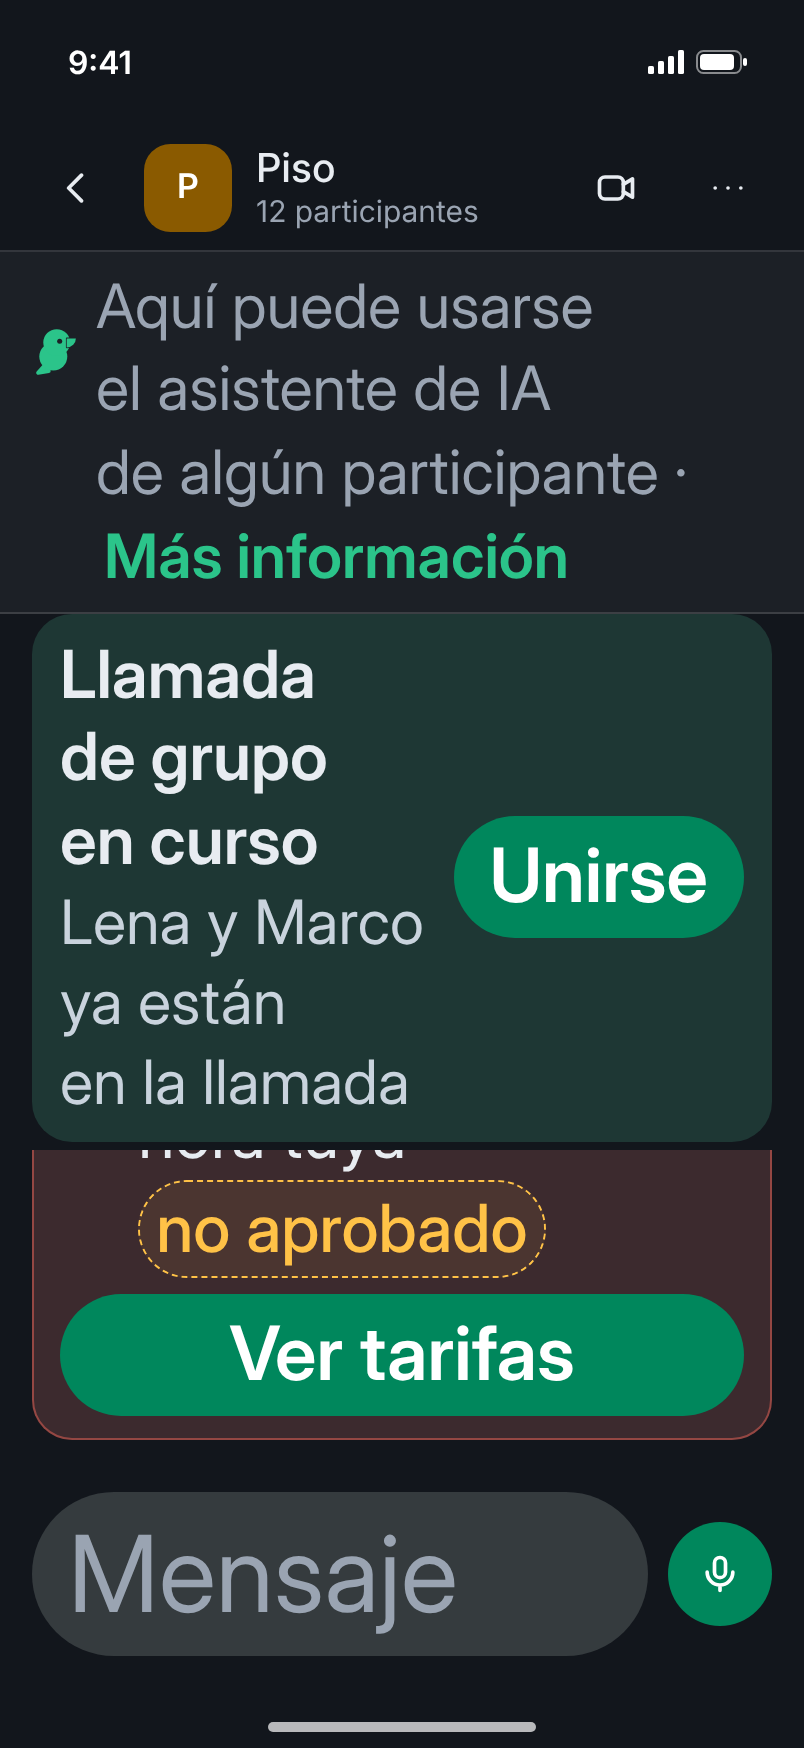 9:41
P
Piso
12 participantes
Aquí puede usarse
el asistente de IA
de algún participante ·
Más información
Llamada
de grupo
en curso
Lena y Marco
ya están
en la llamada
Unirse
no aprobado
Ver tarifas
Mensaje